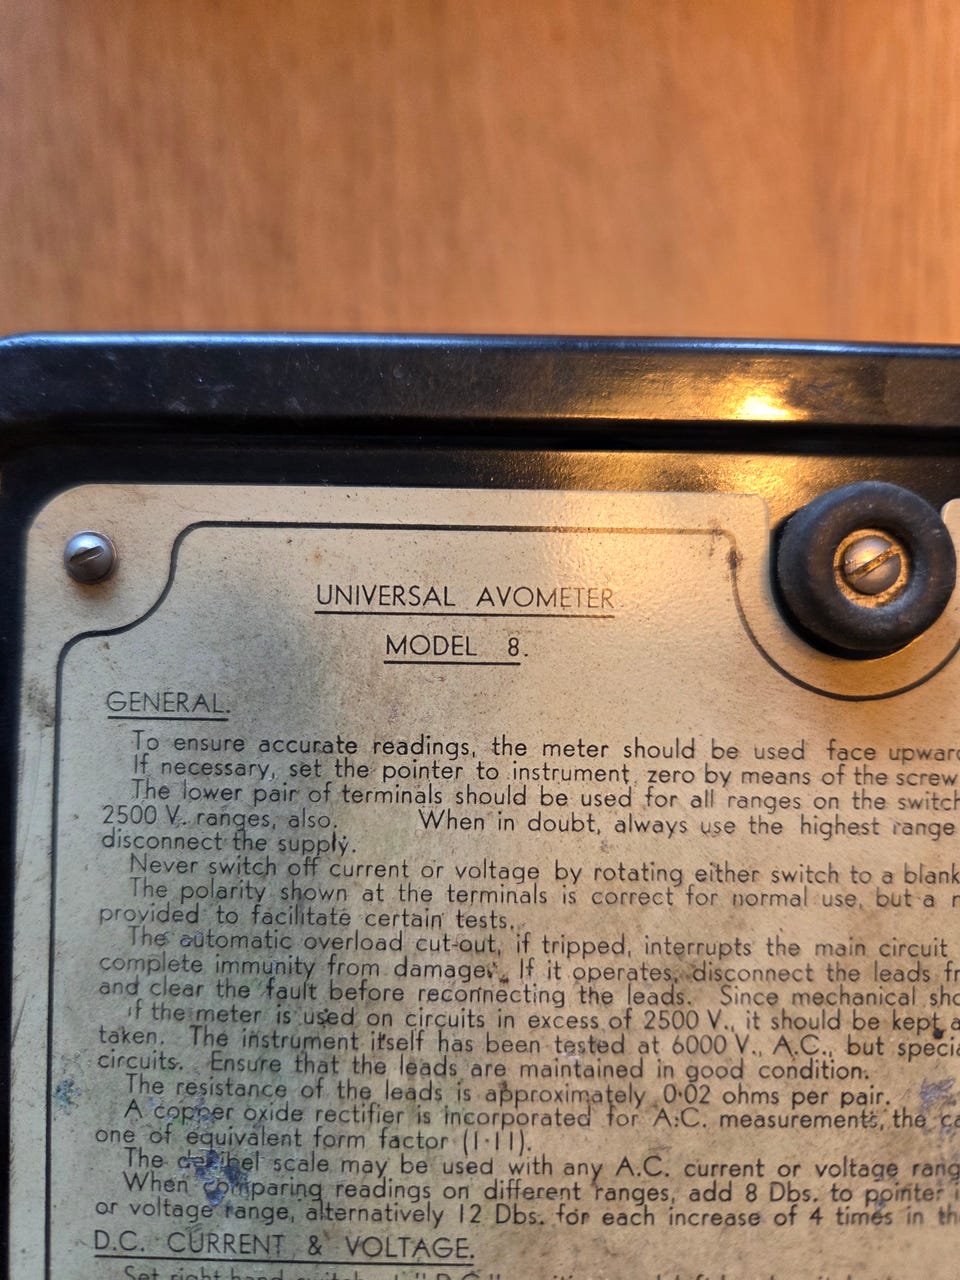 UNIVERSAL AVOMETER
MODEL 8.
GENERAL.
To ensure accurate readings, the meter should be used face upward
If necessary, set the pointer to instrument zero by means of the screw
The lower pair of terminals should be used for all ranges on the switch
2500 V. ranges, also. When in doubt, always use the highest range
disconnect the supply.
Never switch off current or voltage by rotating either switch to a blank
The polarity shown at the terminals is correct for normal use, but a
provided to facilitate certain tests.
The automatic overload cut-out, if tripped, interrupts the main circuit
complete immunity from damage. If it operates, disconnect the leads
and clear the fault before reconnecting the leads. Since mechanical
if the meter is used on circuits in excess of 2500 V., it should be kept
taken. The instrument itself has been tested at 6000 V., A.C., but
circuits. Ensure that the leads are maintained in good condition.
The resistance of the leads is approximately 0·02 ohms per pair.
A copper oxide rectifier is incorporated for A.C. measurements, the
one of equivalent form factor (1·11).
The decibel scale may be used with any A.C. current or voltage
When comparing readings on different ranges, add 8 Dbs. to pointer
or voltage range, alternatively 12 Dbs. for each increase of 4 times in
D.C. CURRENT & VOLTAGE.
Set right hand